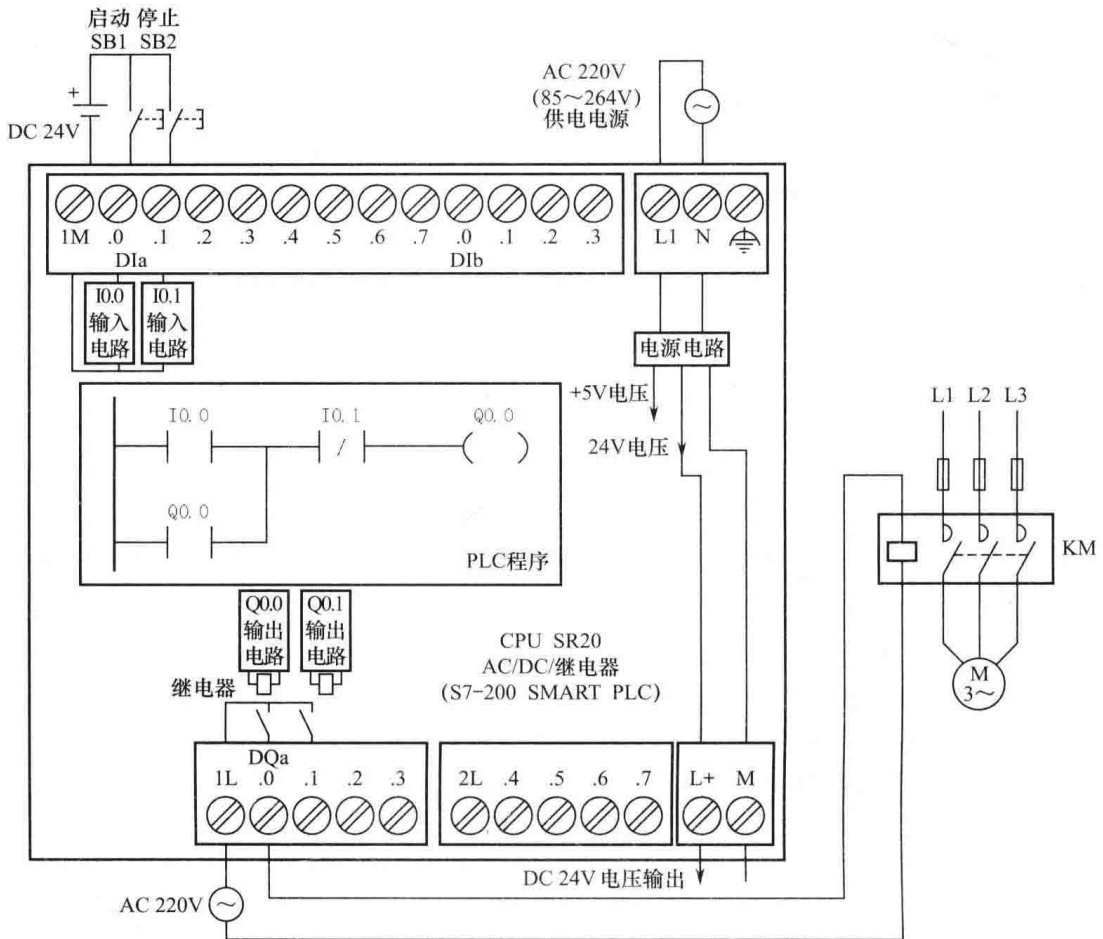 启动 停止
SB1 SB2
+
DC 24V
AC 220V
(85～264V)
供电电源
～
1M .0 .1 .2 .3 .4 .5 .6 .7 .0 .1 .2 .3
DIa DIb
L1 N
I0.0
输入
电路
I0.1
输入
电路
电源电路
+5V电压
24V电压
I0.0 I0.1 Q0.0
/
Q0.0
PLC程序
L1 L2 L3
KM
M
3～
Q0.0
输出
电路
Q0.1
输出
电路
继电器
CPU SR20
AC/DC/继电器
(S7-200 SMART PLC)
DQa
1L .0 .1 .2 .3
2L .4 .5 .6 .7
L+ M
DC 24V 电压输出
AC 220V ～